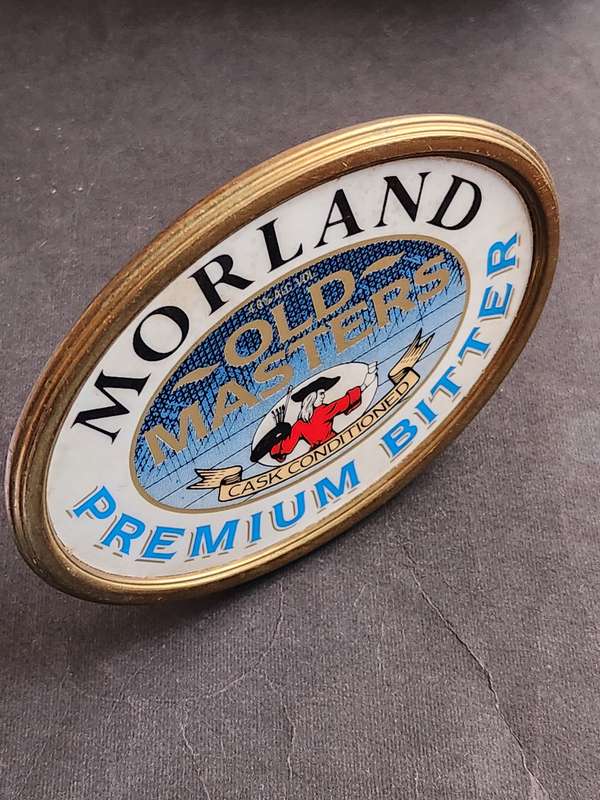 MORLAND
OLD
MASTERS
CASK CONDITIONED
PREMIUM BITTER